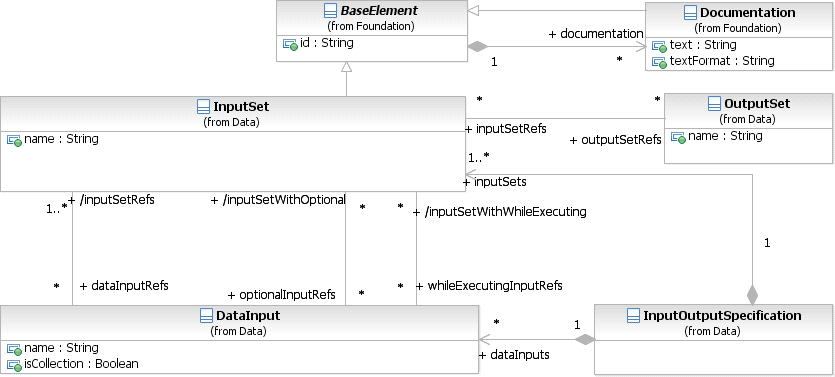 BaseElement
(from Foundation)
id : String
Documentation
(from Foundation)
text : String
textFormat : String
+ documentation
1
*
InputSet
(from Data)
name : String
OutputSet
(from Data)
name : String
*
*
+ inputSetRefs
+ outputSetRefs
1..*
+ inputSets
+ /inputSetRefs
+ /inputSetWithOptional
1..*
*
*
+ /inputSetWithWhileExecuting
1
*
+ dataInputRefs
+ optionalInputRefs
*
*
+ whileExecutingInputRefs
DataInput
(from Data)
name : String
isCollection : Boolean
*
1
+ dataInputs
InputOutputSpecification
(from Data)